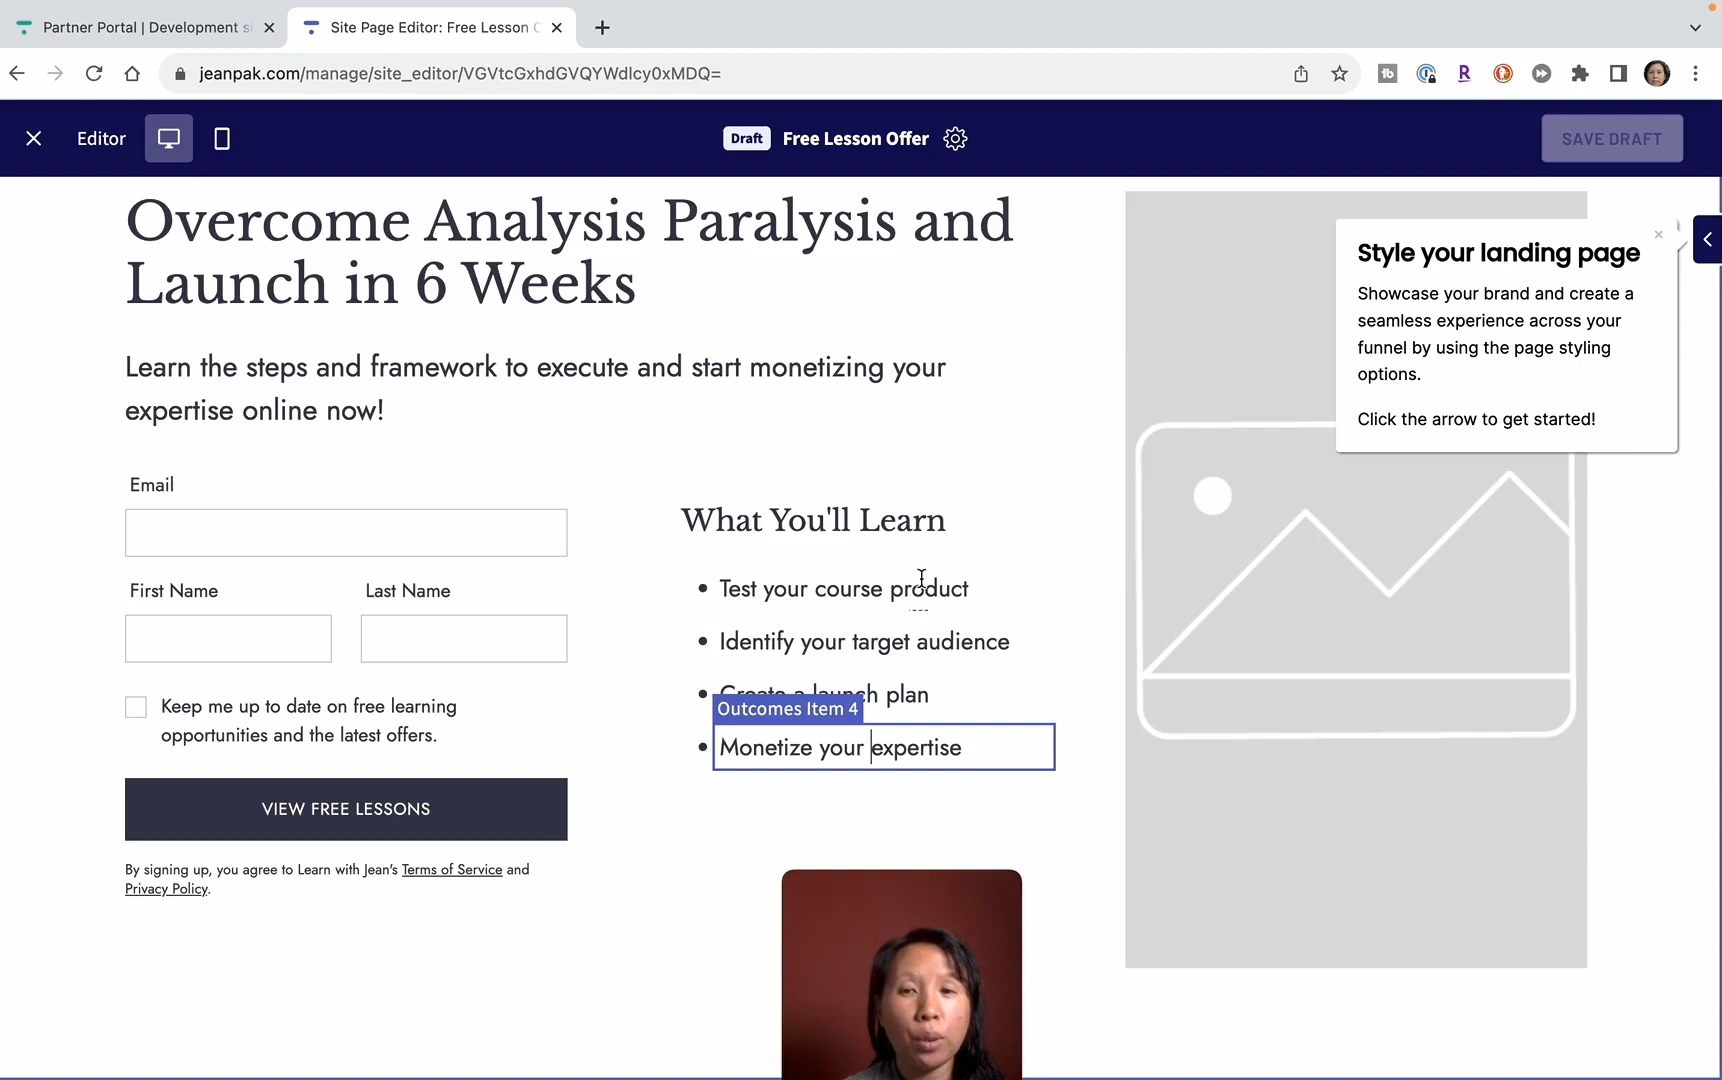 Partner Portal | Development si
Site Page Editor: Free Lesson O
jeanpak.com/manage/site_editor/VGVtcGxhdGVQYWdlcy0xMDQ=
Editor
Draft Free Lesson Offer
SAVE DRAFT
Overcome Analysis Paralysis and
Launch in 6 Weeks
Learn the steps and framework to execute and start monetizing your
expertise online now!
Email
First Name
Last Name
Keep me up to date on free learning
opportunities and the latest offers.
VIEW FREE LESSONS
By signing up, you agree to Learn with Jean's Terms of Service and
Privacy Policy.
What You'll Learn
Test your course product
Identify your target audience
Create a launch plan
Outcomes Item 4
Monetize your expertise
Style your landing page
Showcase your brand and create a
seamless experience across your
funnel by using the page styling
options.
Click the arrow to get started!